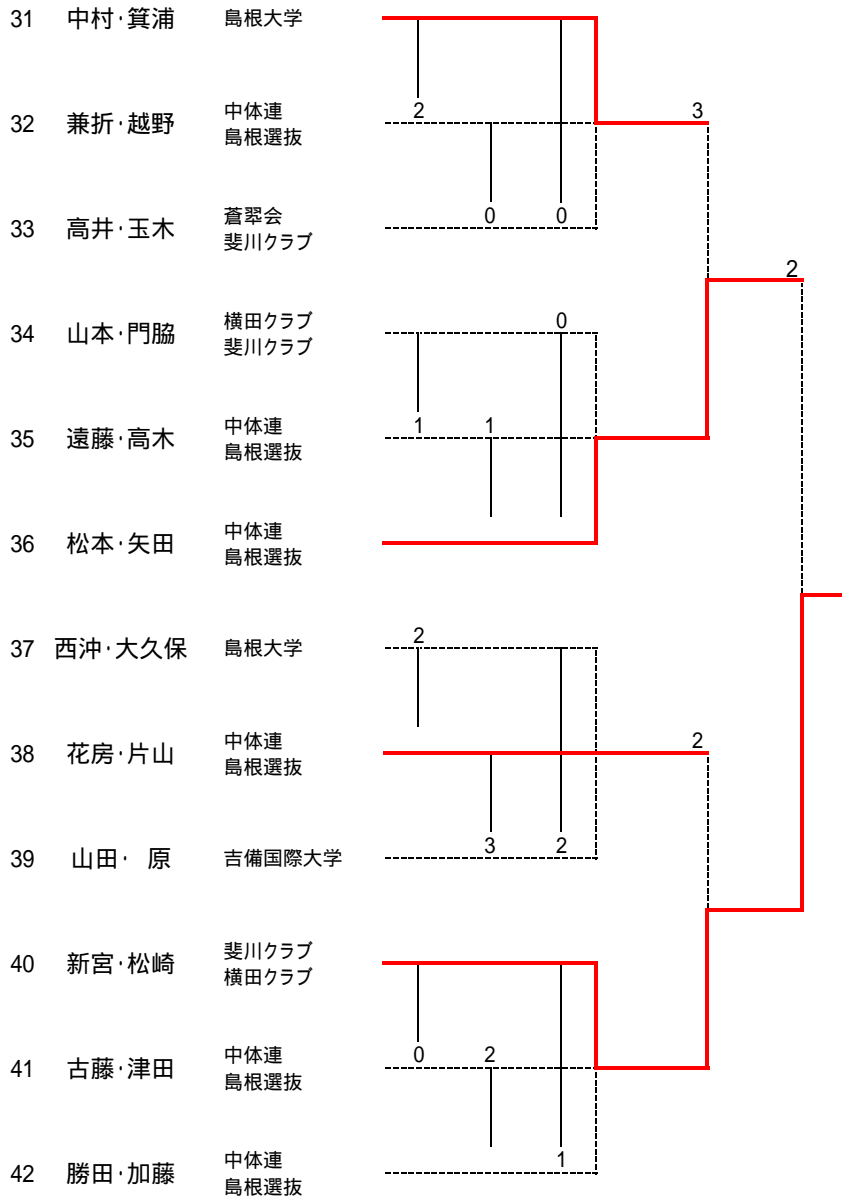 31 中村・箕浦 島根大学
32 兼折・越野 中体連
島根選抜
2
3
33 高井・玉木 蒼翠会
斐川クラブ
0 0
2
34 山本・門脇 横田クラブ
斐川クラブ
0
35 遠藤・高木 中体連
島根選抜
1 1
36 松本・矢田 中体連
島根選抜
37 西沖・大久保 島根大学
2
38 花房・片山 中体連
島根選抜
2
39 山田・ 原 吉備国際大学
3 2
40 新宮・松崎 斐川クラブ
横田クラブ
41 古藤・津田 中体連
島根選抜
0 2
42 勝田・加藤 中体連
島根選抜
1